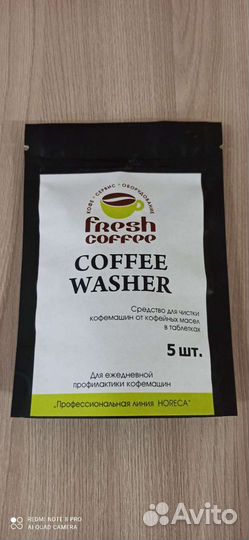 КОФЕ • СЕРВИС • ОБОРУДОВАНИЕ
fresh
coffee
COFFEE
WASHER
Средство для чистки
кофемашин от кофейных масел
в таблетках
5 шт.
Для ежедневной
профилактики кофемашин
„Профессиональная линия HORECA"
REDMI NOTE 8 PRO
AI QUAD CAMERA
Avito